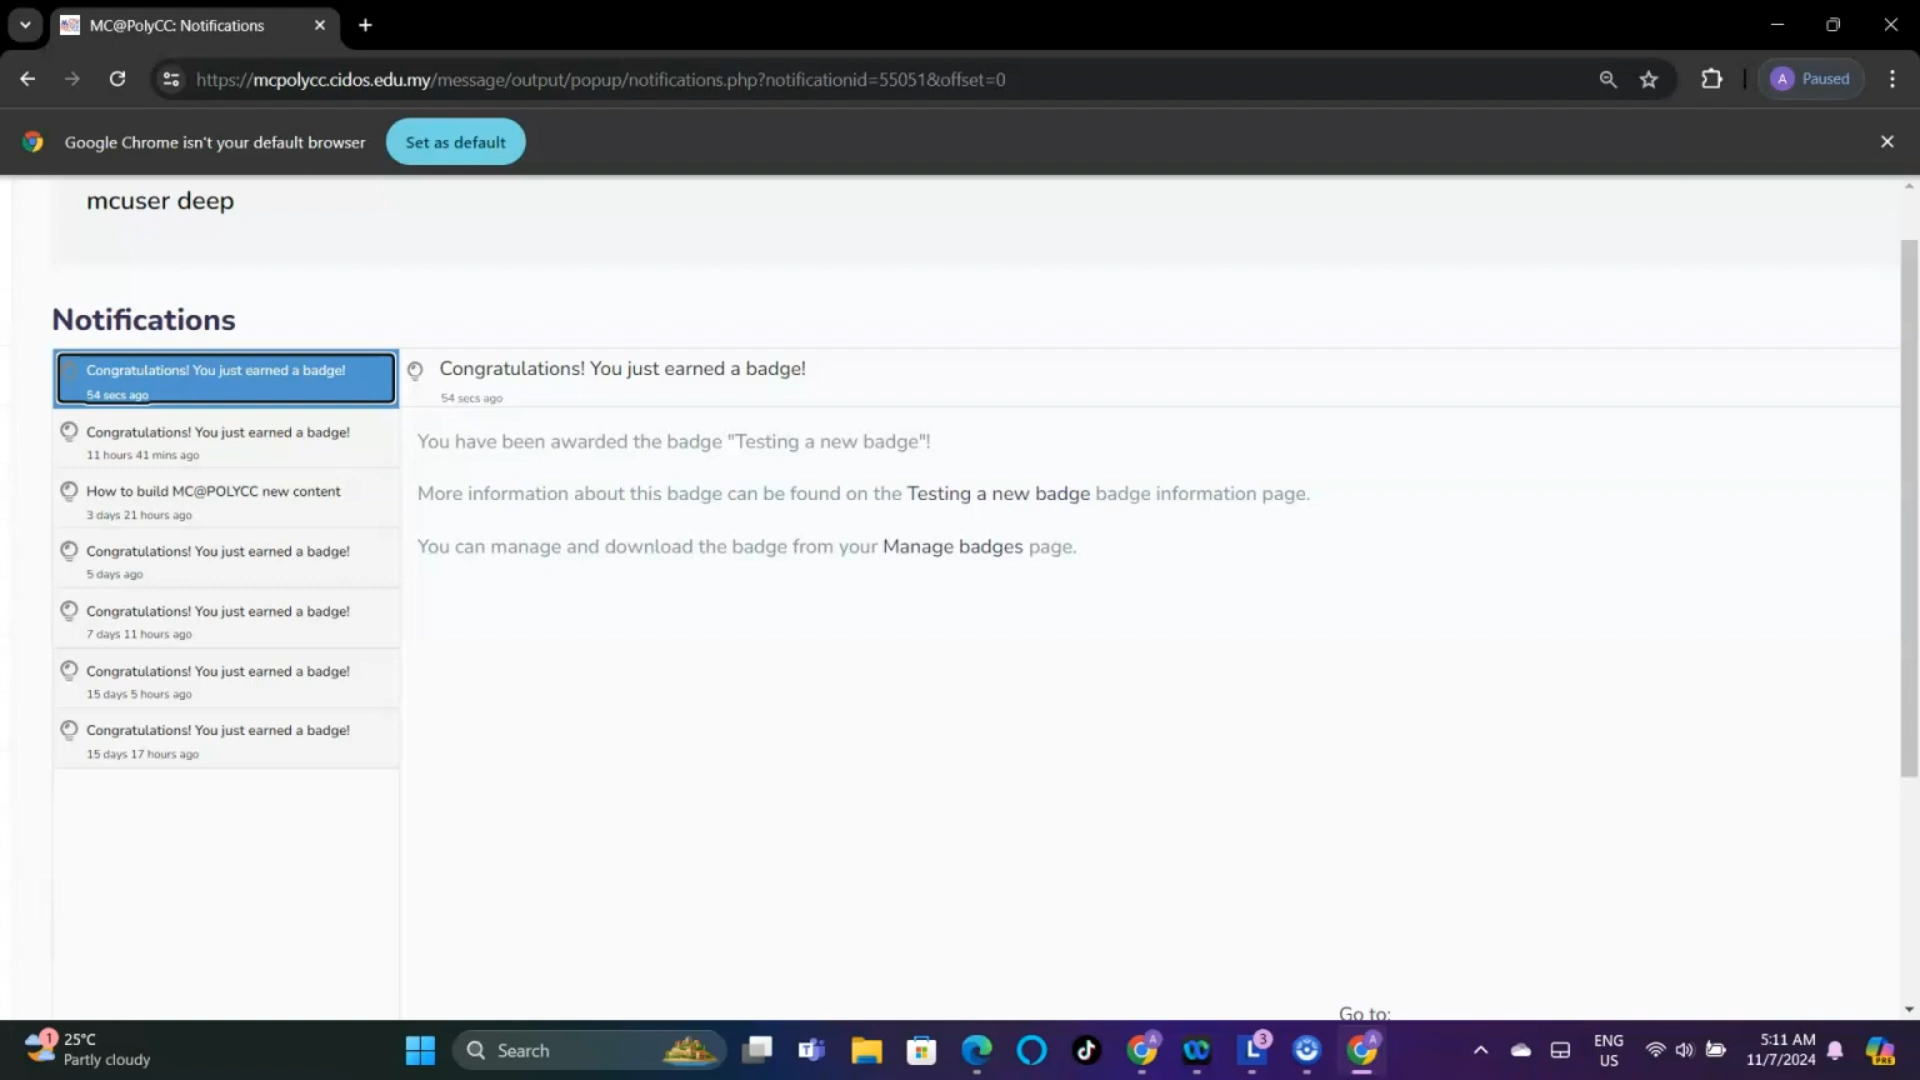 MC@PolyCC: Notifications
https://mcpolycc.cidos.edu.my/message/output/popup/notifications.php?notificationid=55051&offset=0
A Paused
Google Chrome isn't your default browser
Set as default
mcuser deep
Notifications
Congratulations! You just earned a badge!
54 secs ago
Congratulations! You just earned a badge!
11 hours 41 mins ago
How to build MC@POLYCC new content
3 days 21 hours ago
Congratulations! You just earned a badge!
5 days ago
Congratulations! You just earned a badge!
7 days 11 hours ago
Congratulations! You just earned a badge!
15 days 5 hours ago
Congratulations! You just earned a badge!
15 days 17 hours ago
Congratulations! You just earned a badge!
54 secs ago
You have been awarded the badge "Testing a new badge"!
More information about this badge can be found on the Testing a new badge badge information page.
You can manage and download the badge from your Manage badges page.
Go to:
1
25°C
Partly cloudy
Search
A
L
3
A
ENG
US
5:11 AM
11/7/2024
PRE